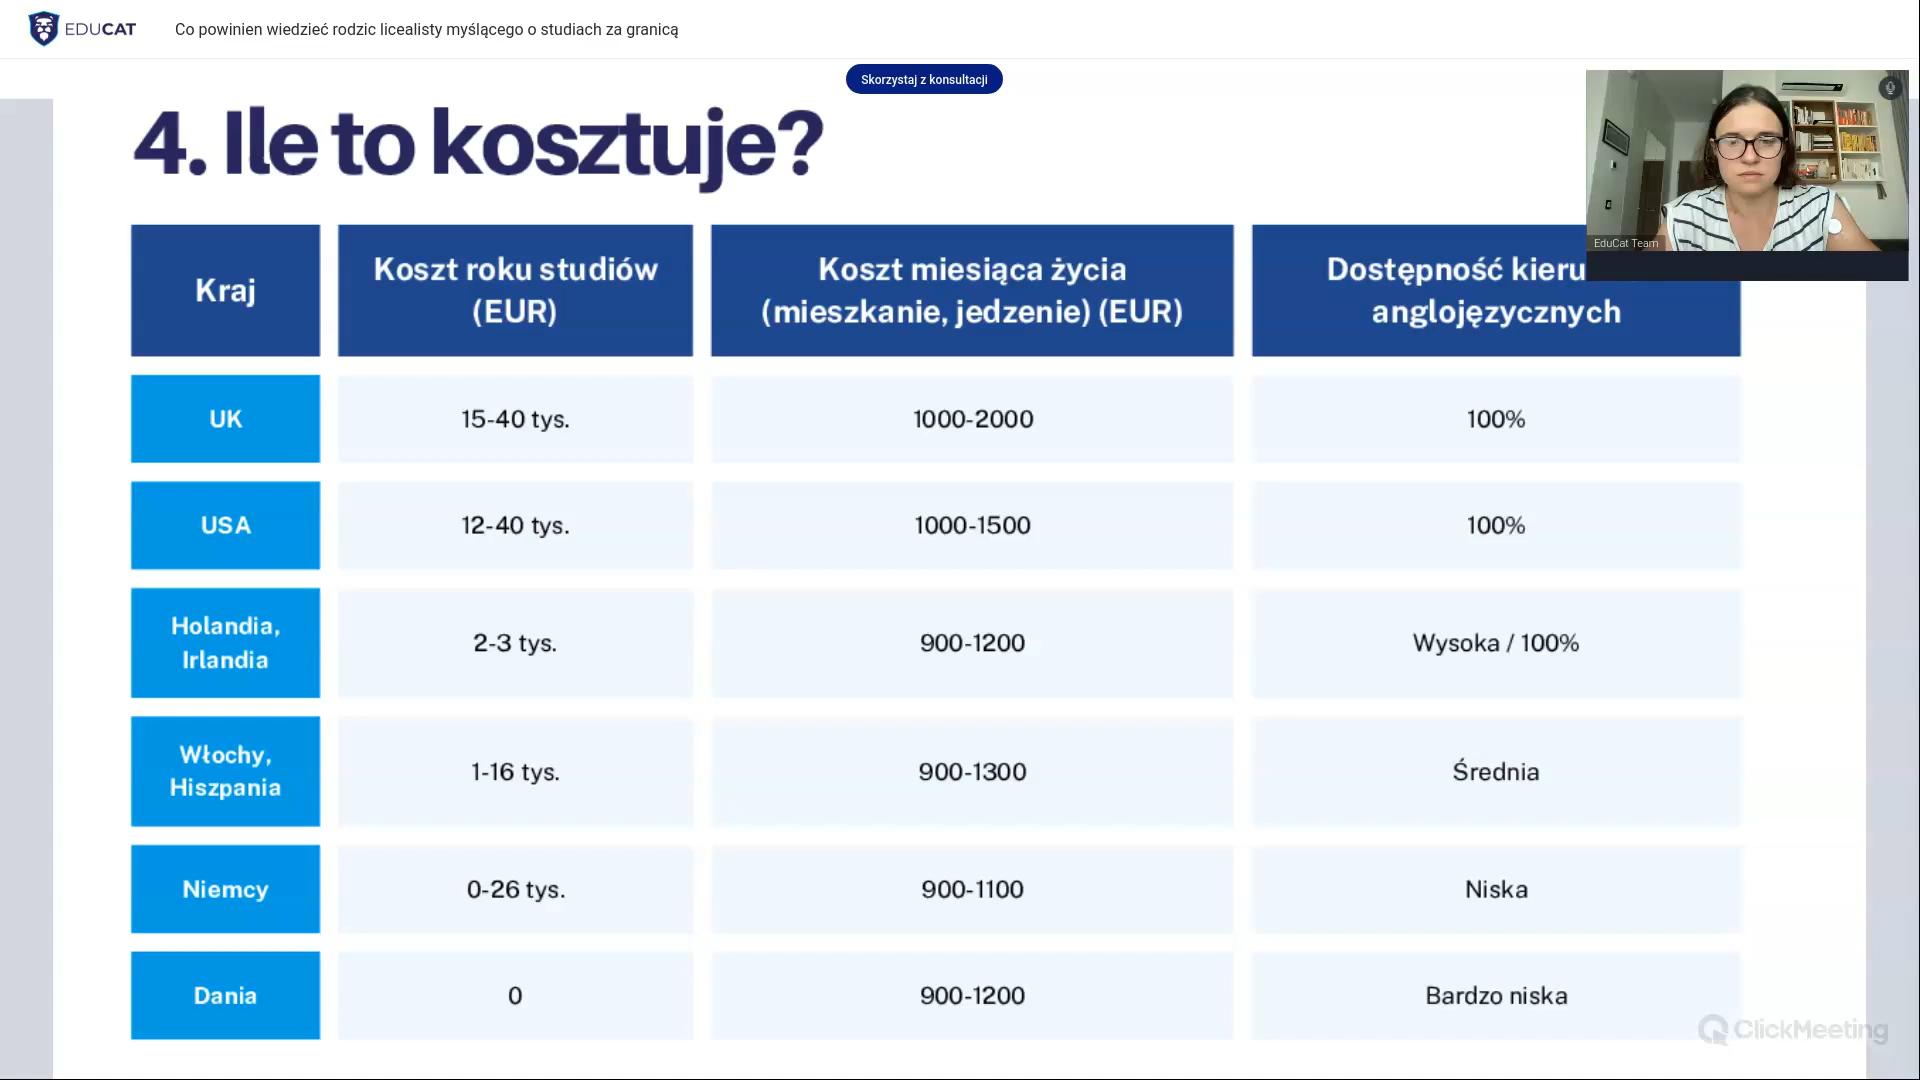 EDUCAT
Co powinien wiedzieć rodzic licealisty myślącego o studiach za granicą
Skorzystaj z konsultacji
4. Ile to kosztuje?
EduCat Team
Kraj
Koszt roku studiów
(EUR)
Koszt miesiąca życia
(mieszkanie, jedzenie) (EUR)
Dostępność kieru
anglojęzycznych
UK
15-40 tys.
1000-2000
100%
USA
12-40 tys.
1000-1500
100%
Holandia,
Irlandia
2-3 tys.
900-1200
Wysoka / 100%
Włochy,
Hiszpania
1-16 tys.
900-1300
Średnia
Niemcy
0-26 tys.
900-1100
Niska
Dania
0
900-1200
Bardzo niska
ClickMeeting